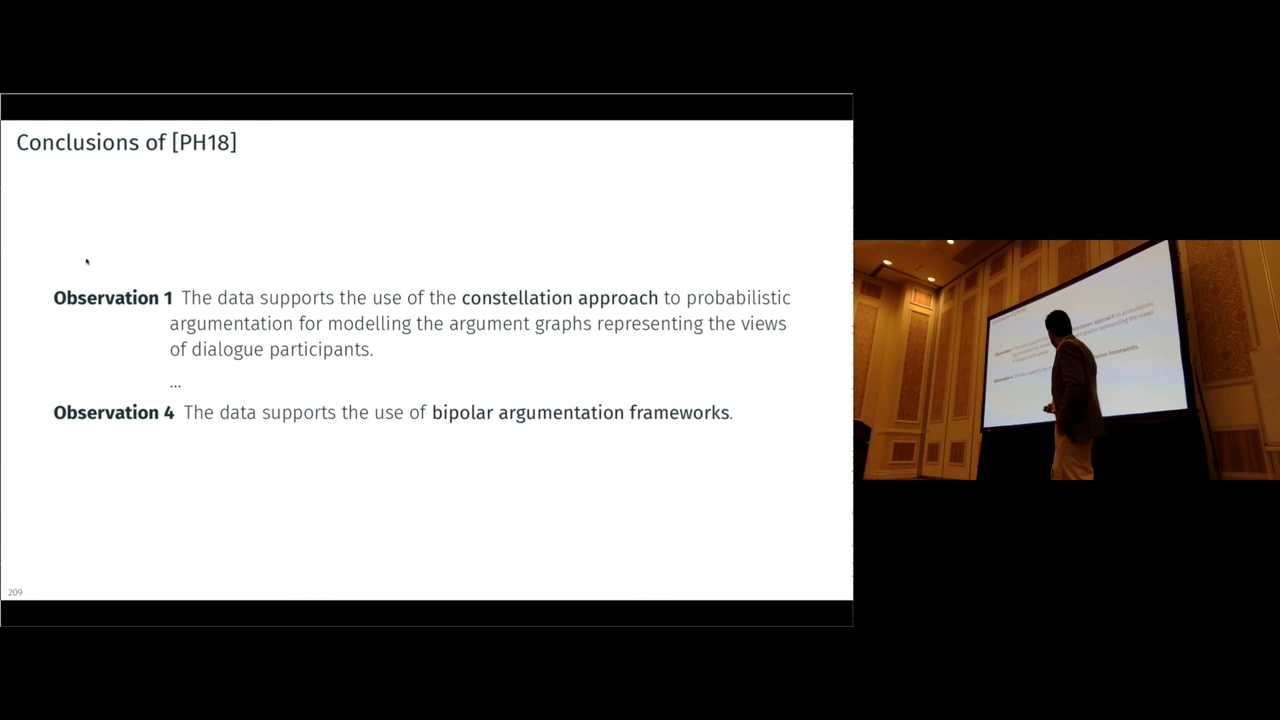 Conclusions of [PH18]
Observation 1 The data supports the use of the constellation approach to probabilistic
argumentation for modelling the argument graphs representing the views
of dialogue participants.
...
Observation 4 The data supports the use of bipolar argumentation frameworks.
209